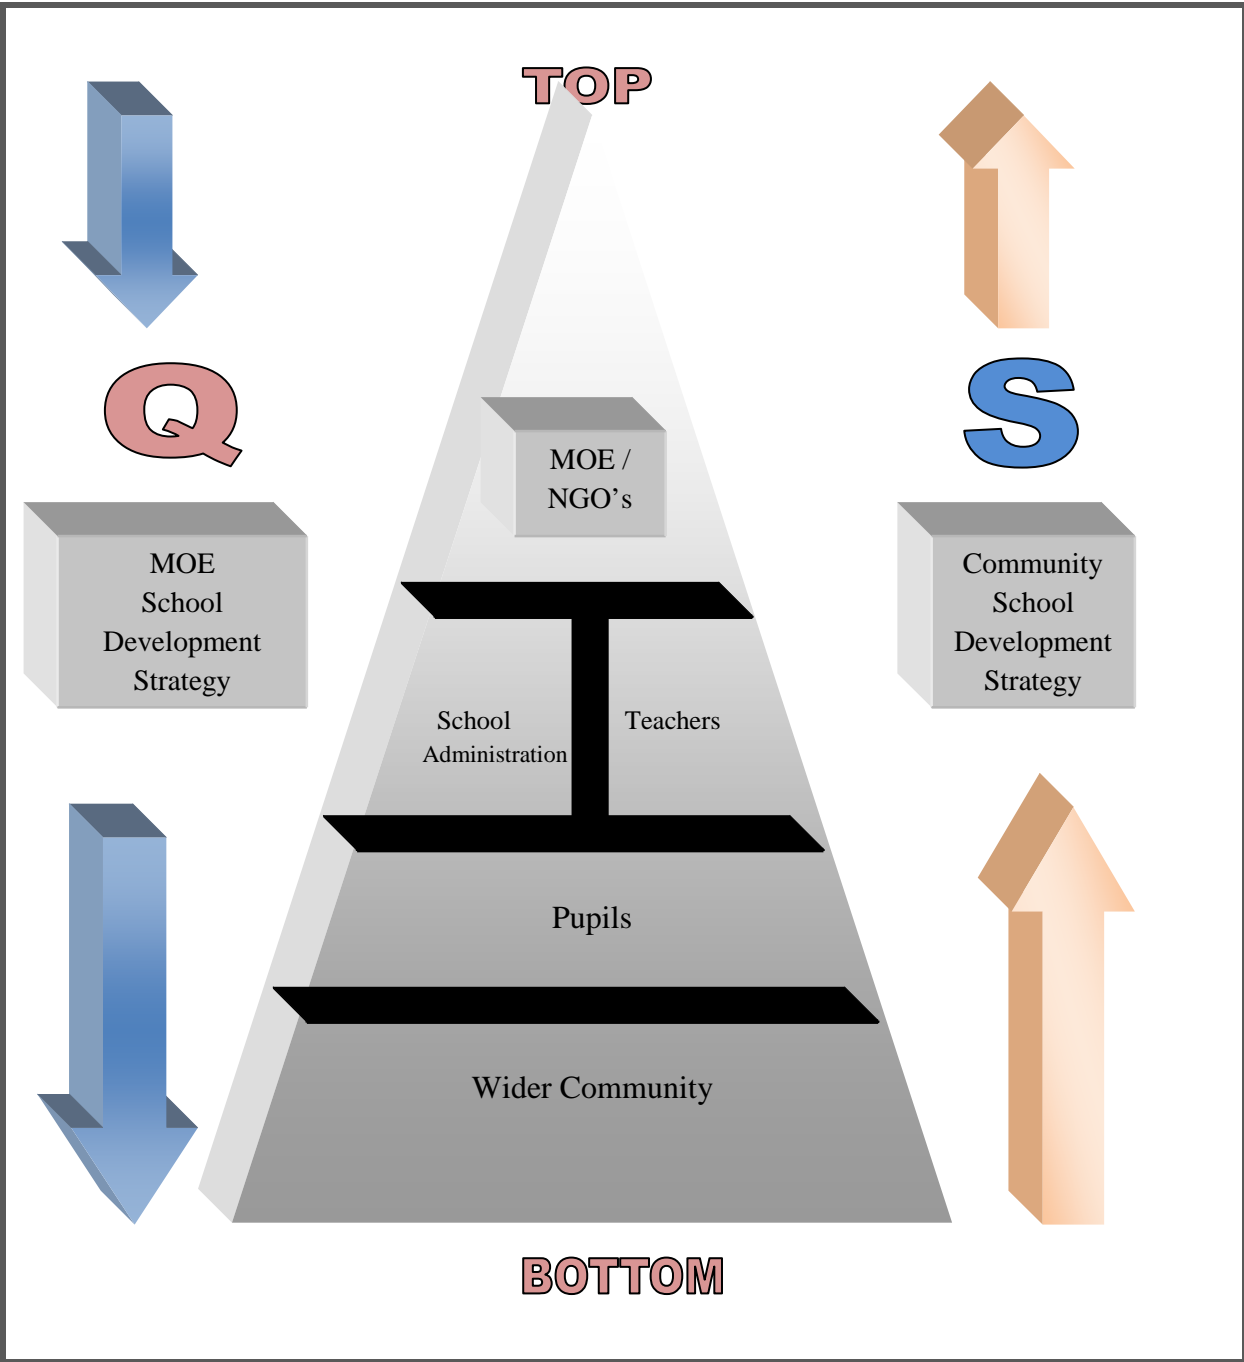 TOP
Q
S
MOE /
NGO’s
MOE
School
Development
Strategy
Community
School
Development
Strategy
School
Administration
Teachers
Pupils
Wider Community
BOTTOM